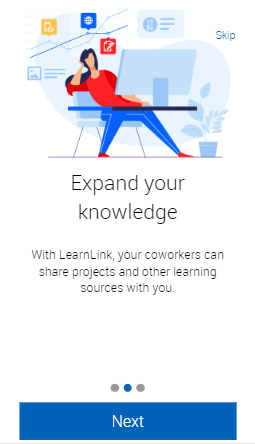 Skip
Expand your
knowledge
With LearnLink, your coworkers can
share projects and other learning
sources with you.
Next